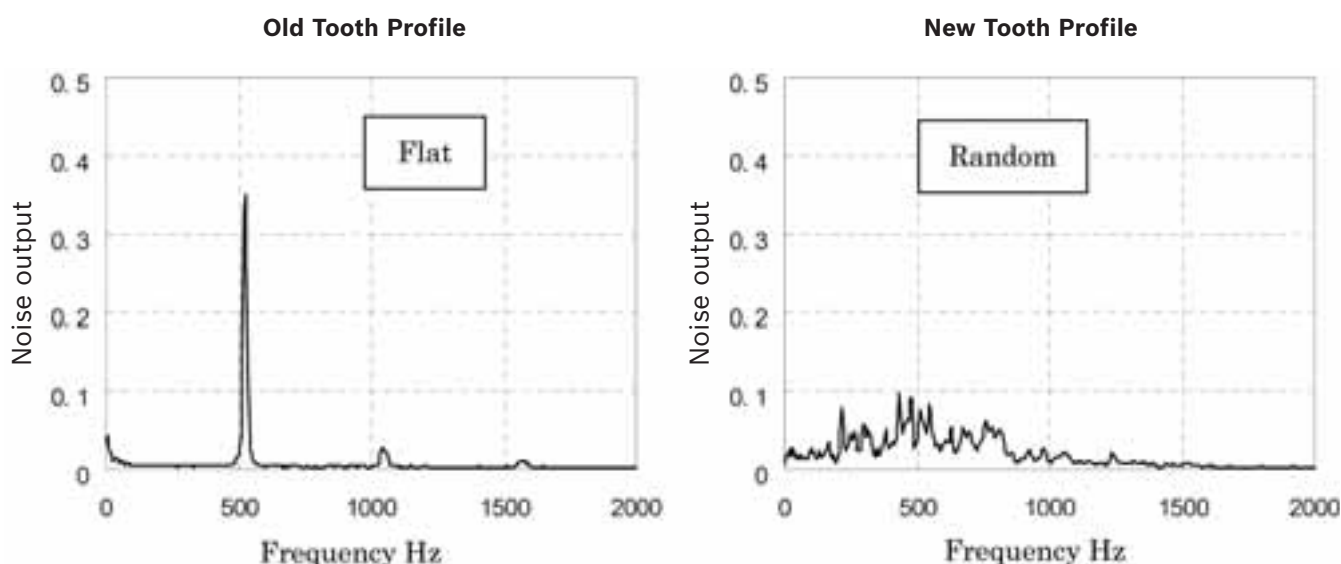 Old Tooth Profile
0. 5
0. 4
0. 3
0. 2
0. 1
0
Noise output
Flat
0 500 1000 1500 2000
Frequency Hz
New Tooth Profile
0. 5
0. 4
0. 3
0. 2
0. 1
0
Noise output
Random
0 500 1000 1500 2000
Frequency Hz